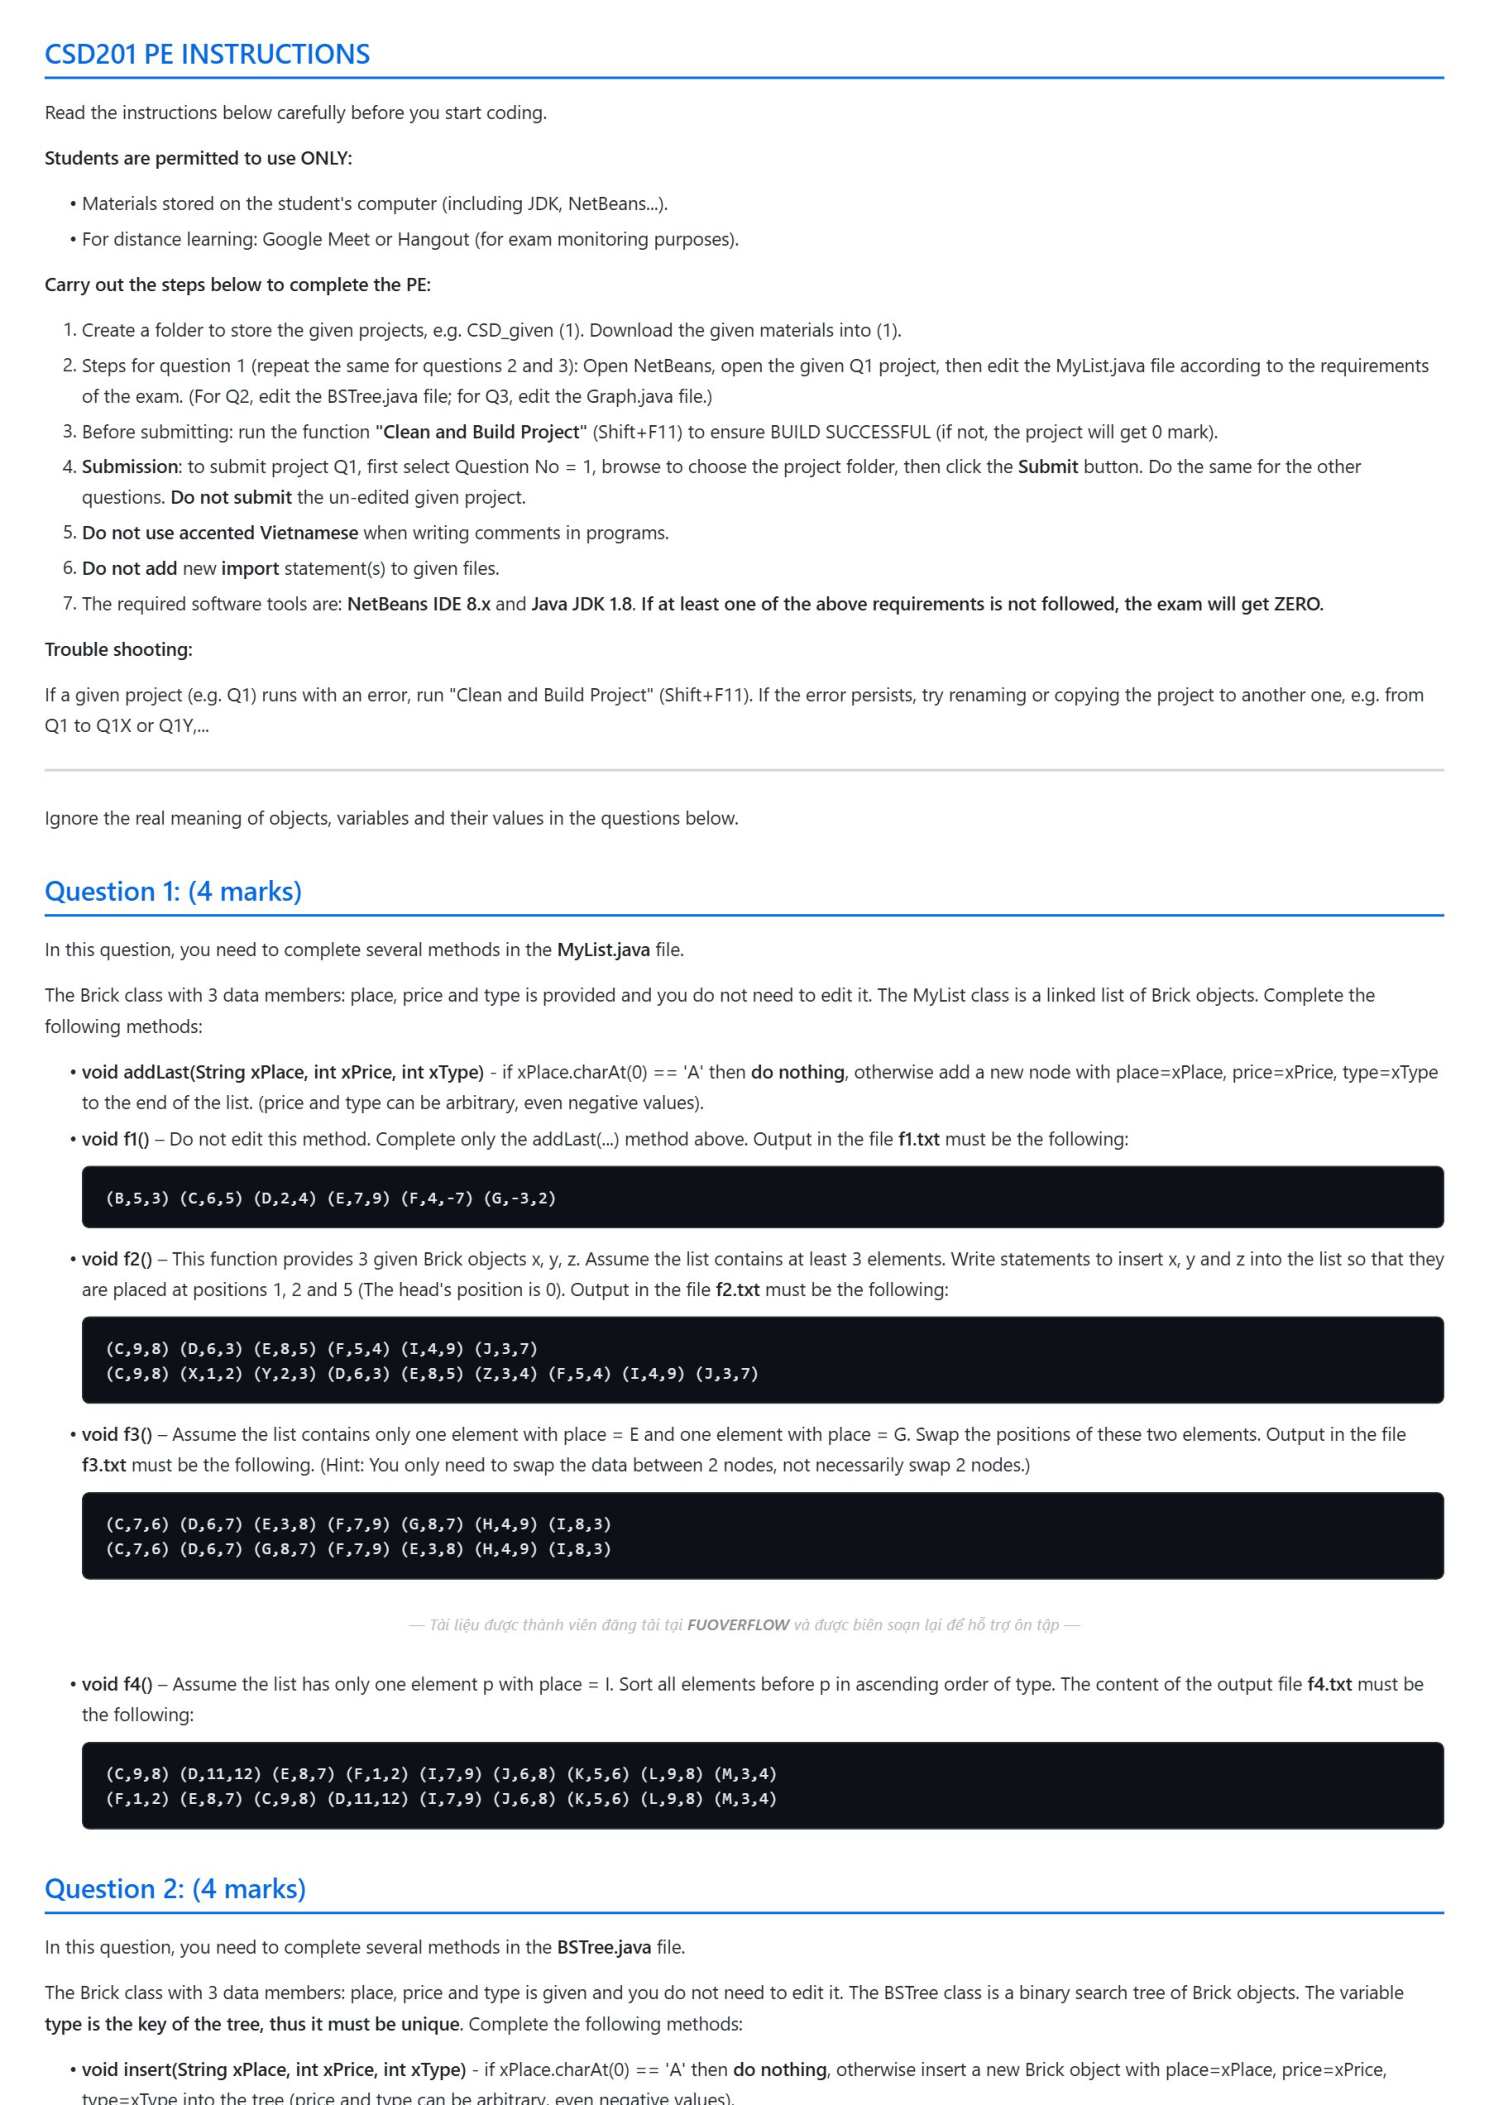 CSD201 PE INSTRUCTIONS
Read the instructions below carefully before you start coding.
Students are permitted to use ONLY:
• Materials stored on the student's computer (including JDK, NetBeans...).
• For distance learning: Google Meet or Hangout (for exam monitoring purposes).
Carry out the steps below to complete the PE:
1. Create a folder to store the given projects, e.g. CSD_given (1). Download the given materials into (1).
2. Steps for question 1 (repeat the same for questions 2 and 3): Open NetBeans, open the given Q1 project, then edit the MyList.java file according to the requirements
of the exam. (For Q2, edit the BSTree.java file; for Q3, edit the Graph.java file.)
3. Before submitting: run the function "Clean and Build Project" (Shift+F11) to ensure BUILD SUCCESSFUL (if not, the project will get 0 mark).
4. Submission: to submit project Q1, first select Question No = 1, browse to choose the project folder, then click the Submit button. Do the same for the other
questions. Do not submit the un-edited given project.
5. Do not use accented Vietnamese when writing comments in programs.
6. Do not add new import statement(s) to given files.
7. The required software tools are: NetBeans IDE 8.x and Java JDK 1.8. If at least one of the above requirements is not followed, the exam will get ZERO.
Trouble shooting:
If a given project (e.g. Q1) runs with an error, run "Clean and Build Project" (Shift+F11). If the error persists, try renaming or copying the project to another one, e.g. from
Q1 to Q1X or Q1Y,...
Ignore the real meaning of objects, variables and their values in the questions below.
Question 1: (4 marks)
In this question, you need to complete several methods in the MyList.java file.
The Brick class with 3 data members: place, price and type is provided and you do not need to edit it. The MyList class is a linked list of Brick objects. Complete the
following methods:
• void addLast(String xPlace, int xPrice, int xType) - if xPlace.charAt(0) == 'A' then do nothing, otherwise add a new node with place=xPlace, price=xPrice, type=xType
to the end of the list. (price and type can be arbitrary, even negative values).
• void f1() – Do not edit this method. Complete only the addLast(...) method above. Output in the file f1.txt must be the following:
(B,5,3) (C,6,5) (D,2,4) (E,7,9) (F,4,-7) (G,-3,2)
• void f2() – This function provides 3 given Brick objects x, y, z. Assume the list contains at least 3 elements. Write statements to insert x, y and z into the list so that they
are placed at positions 1, 2 and 5 (The head's position is 0). Output in the file f2.txt must be the following:
(C,9,8) (D,6,3) (E,8,5) (F,5,4) (I,4,9) (J,3,7)
(C,9,8) (X,1,2) (Y,2,3) (D,6,3) (E,8,5) (Z,3,4) (F,5,4) (I,4,9) (J,3,7)
• void f3() – Assume the list contains only one element with place = E and one element with place = G. Swap the positions of these two elements. Output in the file
f3.txt must be the following. (Hint: You only need to swap the data between 2 nodes, not necessarily swap 2 nodes.)
(C,7,6) (D,6,7) (E,3,8) (F,7,9) (G,8,7) (H,4,9) (I,8,3)
(C,7,6) (D,6,7) (G,8,7) (F,7,9) (E,3,8) (H,4,9) (I,8,3)
— Tài liệu được thành viên đăng tải tại FUOVERFLOW và được biên soạn lại để hỗ trợ ôn tập —
• void f4() – Assume the list has only one element p with place = I. Sort all elements before p in ascending order of type. The content of the output file f4.txt must be
the following:
(C,9,8) (D,11,12) (E,8,7) (F,1,2) (I,7,9) (J,6,8) (K,5,6) (L,9,8) (M,3,4)
(F,1,2) (E,8,7) (C,9,8) (D,11,12) (I,7,9) (J,6,8) (K,5,6) (L,9,8) (M,3,4)
Question 2: (4 marks)
In this question, you need to complete several methods in the BSTree.java file.
The Brick class with 3 data members: place, price and type is given and you do not need to edit it. The BSTree class is a binary search tree of Brick objects. The variable
type is the key of the tree, thus it must be unique. Complete the following methods:
• void insert(String xPlace, int xPrice, int xType) - if xPlace.charAt(0) == 'A' then do nothing, otherwise insert a new Brick object with place=xPlace, price=xPrice,
type=xType into the tree (price and type can be arbitrary, even negative values).